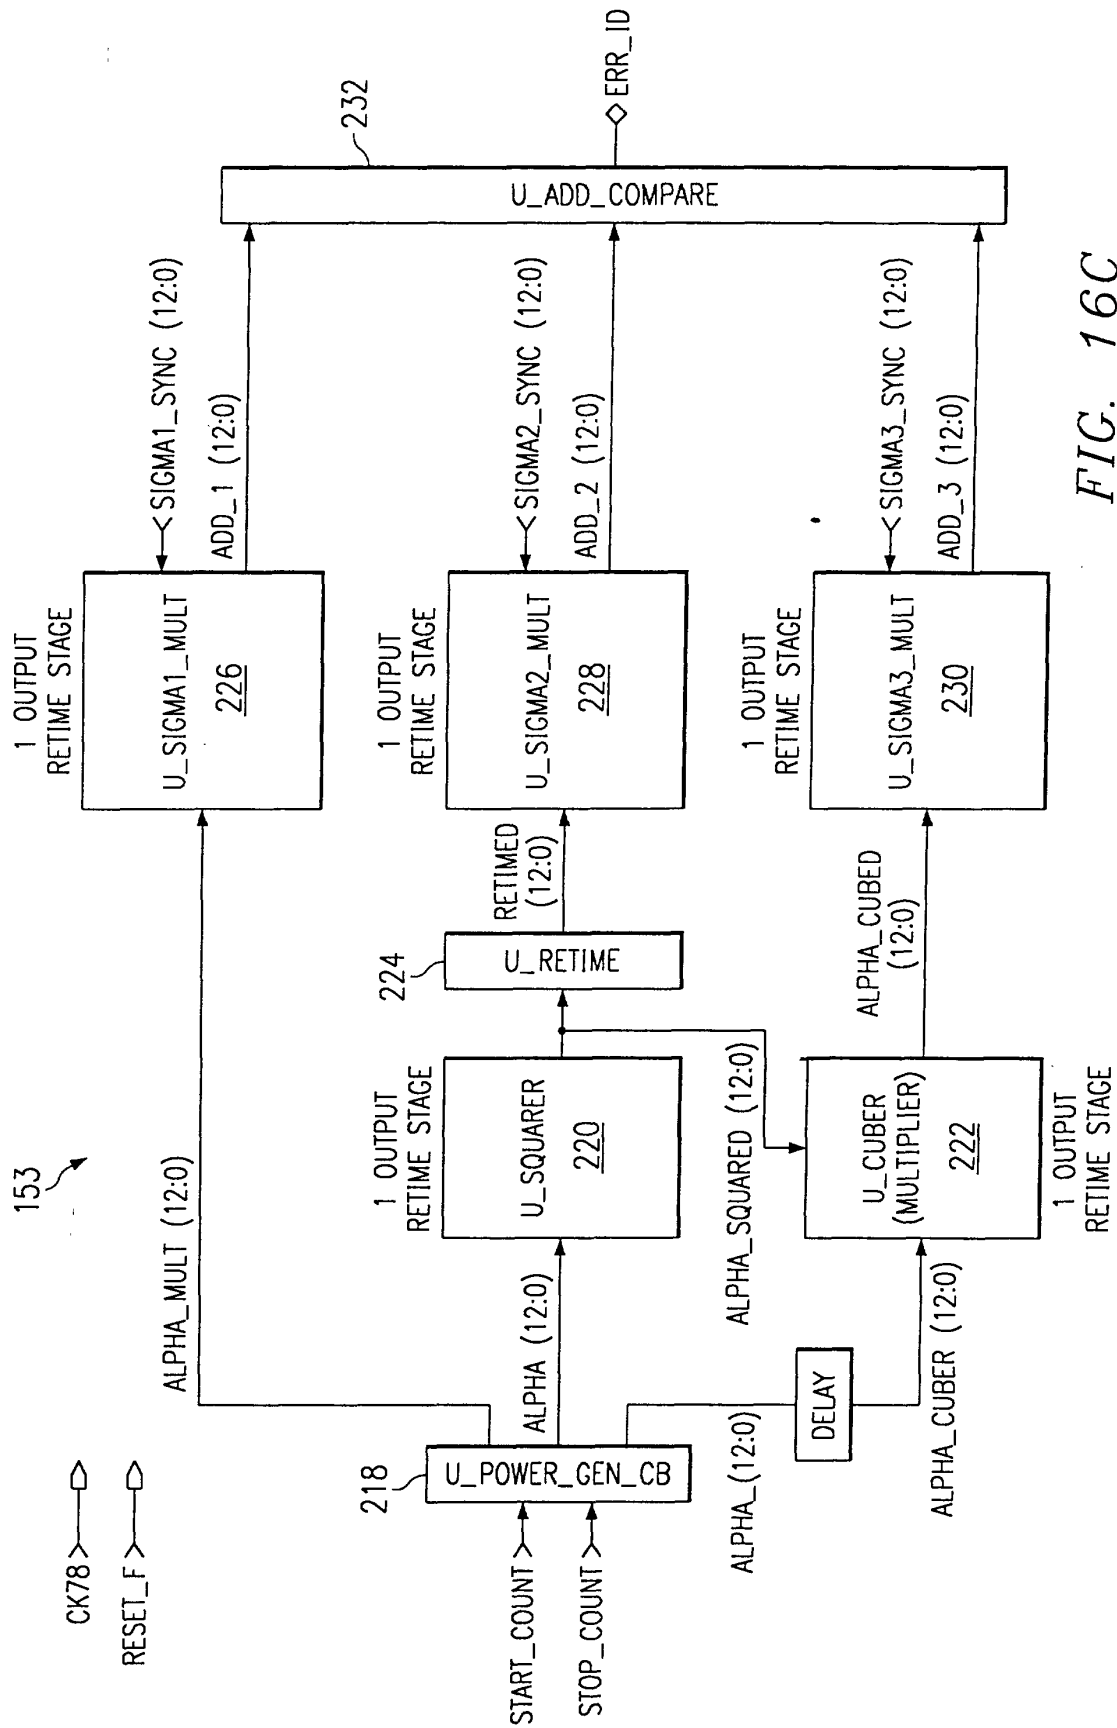 153
CK78
RESET_F
START_COUNT
STOP_COUNT
218
U_POWER_GEN_CB
ALPHA_MULT (12:0)
ALPHA (12:0)
ALPHA_(12:0)
DELAY
ALPHA_CUBER (12:0)
1 OUTPUT
RETIME STAGE
U_SQUARER
220
ALPHA_SQUARED (12:0)
U_CUBER
(MULTIPLIER)
222
1 OUTPUT
RETIME STAGE
224
U_RETIME
RETIMED
(12:0)
ALPHA_CUBED
(12:0)
1 OUTPUT
RETIME STAGE
U_SIGMA1_MULT
226
1 OUTPUT
RETIME STAGE
U_SIGMA2_MULT
228
1 OUTPUT
RETIME STAGE
U_SIGMA3_MULT
230
SIGMA1_SYNC (12:0)
ADD_1 (12:0)
SIGMA2_SYNC (12:0)
ADD_2 (12:0)
SIGMA3_SYNC (12:0)
ADD_3 (12:0)
232
U_ADD_COMPARE
ERR_ID
FIG. 16C